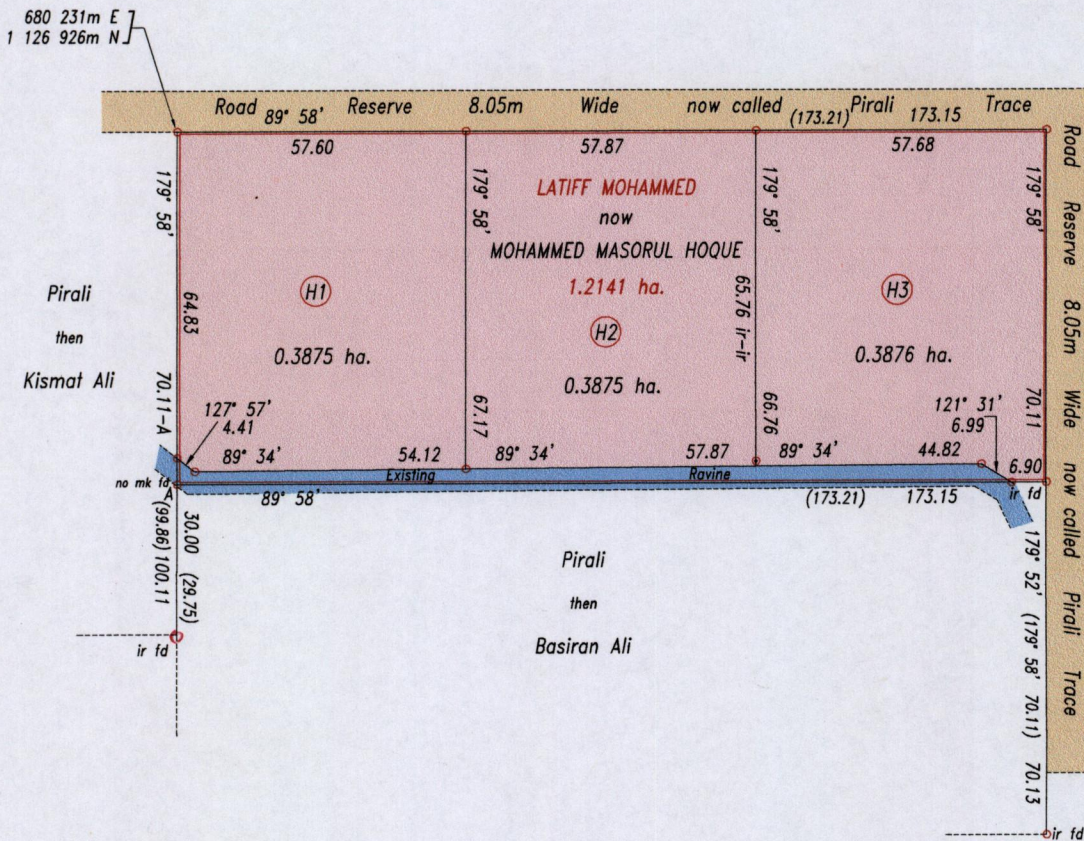 680 231m E
1 126 926m N
Road Reserve 8.05m Wide now called Pirali Trace
89° 58'
(173.21) 173.15
57.60
57.87
57.68
179° 58'
179° 58'
179° 58'
179° 58'
LATIFF MOHAMMED
now
MOHAMMED MASORUL HOQUE
1.2141 ha.
H1
H2
H3
0.3875 ha.
0.3875 ha.
0.3876 ha.
Pirali
then
Kismat Ali
64.83
70.11-A
67.17
65.76 ir-ir
66.76
70.11
127° 57'
4.41
121° 31'
6.99
89° 34'
54.12
89° 34'
57.87
89° 34'
44.82
6.90
Existing Ravine
no mk fd
A
89° 58'
(173.21) 173.15
ir fd
30.00 (29.75)
(99.86) 100.11
ir fd
Pirali
then
Basiran Ali
179° 52' (179° 58' 70.11) 70.13
ir fd
Road Reserve 8.05m Wide now called Pirali Trace